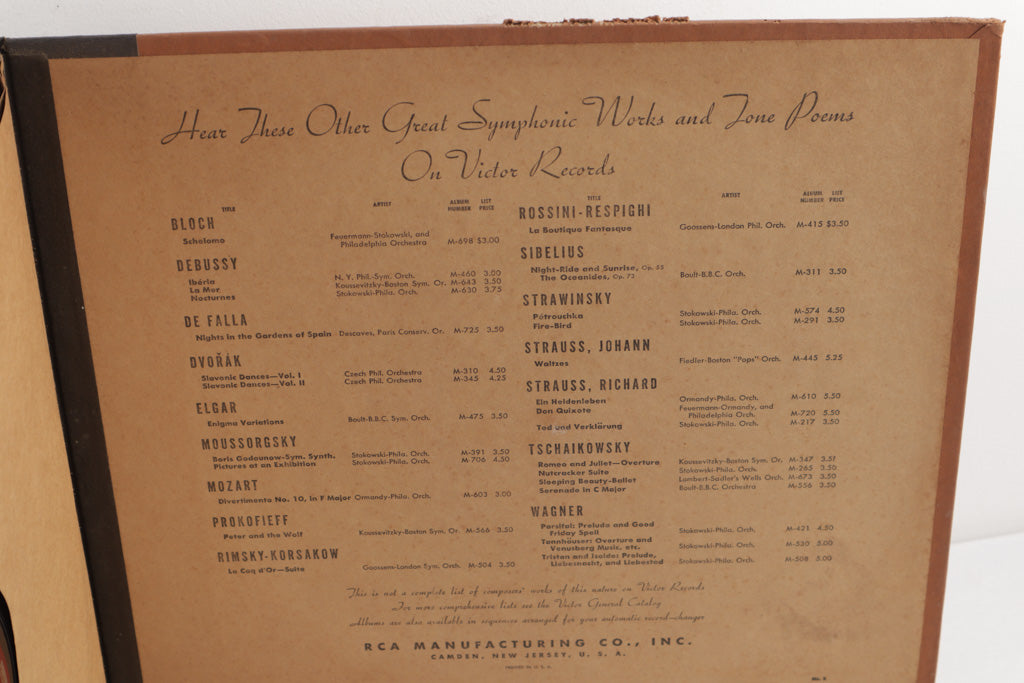 Hear These Other Great Symphonic Works and Tone Poems
On Victor Records
TITLE ARTIST ALBUM NUMBER LIST PRICE
BLOCH
Schelomo Feuermann-Stokowski, and Philadelphia Orchestra M-698 $3.00
DEBUSSY
Ibéria N. Y. Phil.-Sym. Orch. M-460 3.00
La Mer Koussevitzky-Boston Sym. Or. M-643 3.50
Nocturnes Stokowski-Phila. Orch. M-630 3.75
DE FALLA
Nights in the Gardens of Spain Descaves, Paris Conserv. Or. M-725 3.50
DVOŘÁK
Slavonic Dances—Vol. I Czech Phil. Orchestra M-310 4.50
Slavonic Dances—Vol. II Czech Phil. Orchestra M-345 4.25
ELGAR
Enigma Variations Boult-B.B.C. Sym. Orch. M-475 3.50
MOUSSORGSKY
Boris Godounow-Sym. Synth. Stokowski-Phila. Orch. M-391 3.50
Pictures at an Exhibition Stokowski-Phila. Orch. M-706 4.50
MOZART
Divertimento No. 10, in F Major Ormandy-Phila. Orch. M-603 3.00
PROKOFIEFF
Peter and the Wolf Koussevitzky-Boston Sym. Or. M-566 3.50
RIMSKY-KORSAKOW
Le Coq d'Or—Suite Goossens-London Sym. Orch. M-504 3.50
TITLE ARTIST ALBUM NUMBER LIST PRICE
ROSSINI-RESPIGHI
La Boutique Fantasque Goossens-London Phil. Orch. M-415 $3.50
SIBELIUS
Night-Ride and Sunrise, Op. 55
The Oceanides, Op. 73 Boult-B.B.C. Orch. M-311 3.50
STRAWINSKY
Pétrouchka Stokowski-Phila. Orch. M-574 4.50
Fire-Bird Stokowski-Phila. Orch. M-291 3.50
STRAUSS, JOHANN
Waltzes Fiedler-Boston "Pops" Orch. M-445 5.25
STRAUSS, RICHARD
Ein Heldenleben Ormandy-Phila. Orch. M-610 5.50
Don Quixote Feuermann-Ormandy, and Philadelphia Orch. M-720 5.50
Tod und Verklärung Stokowski-Phila. Orch. M-217 3.50
TSCHAIKOWSKY
Romeo and Juliet—Overture Koussevitzky-Boston Sym. Or. M-347 3.51
Nutcracker Suite Stokowski-Phila. Orch. M-265 3.50
Sleeping Beauty-Ballet Lambert-Sadler's Wells Orch. M-673 3.50
Serenade in C Major Boult-B.B.C. Orchestra M-556 3.50
WAGNER
Parsifal: Prelude and Good
Friday Spell Stokowski-Phila. Orch. M-421 4.50
Tannhäuser: Overture and
Venusberg Music, etc. Stokowski-Phila. Orch. M-530 5.00
Tristan and Isolde: Prelude,
Liebesnacht, and Liebestod Stokowski-Phila. Orch. M-508 5.00
This is not a complete list of composers' works of this nature on Victor Records
For more comprehensive lists see the Victor General Catalog
Albums are also available in sequences arranged for your automatic record-changer
RCA MANUFACTURING CO., INC.
CAMDEN, NEW JERSEY, U. S. A.
PRINTED IN U. S. A.